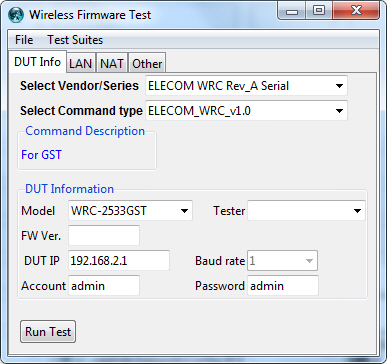 Wireless Firmware Test
File Test Suites
DUT Info LAN NAT Other
Select Vendor/Series ELECOM WRC Rev_A Serial
Select Command type ELECOM_WRC_v1.0
Command Description
For GST
DUT Information
Model WRC-2533GST Tester
FW Ver.
DUT IP 192.168.2.1 Baud rate 1
Account admin Password admin
Run Test